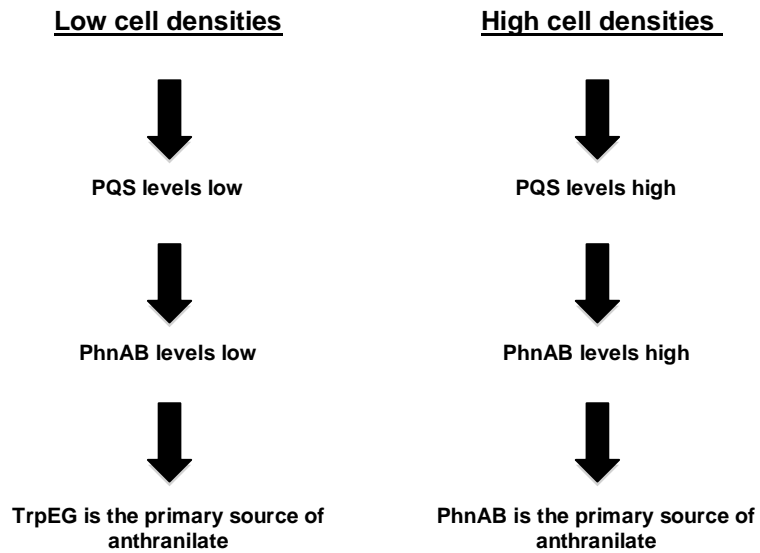 Low cell densities
PQS levels low
PhnAB levels low
TrpEG is the primary source of
anthranilate
High cell densities
PQS levels high
PhnAB levels high
PhnAB is the primary source of
anthranilate